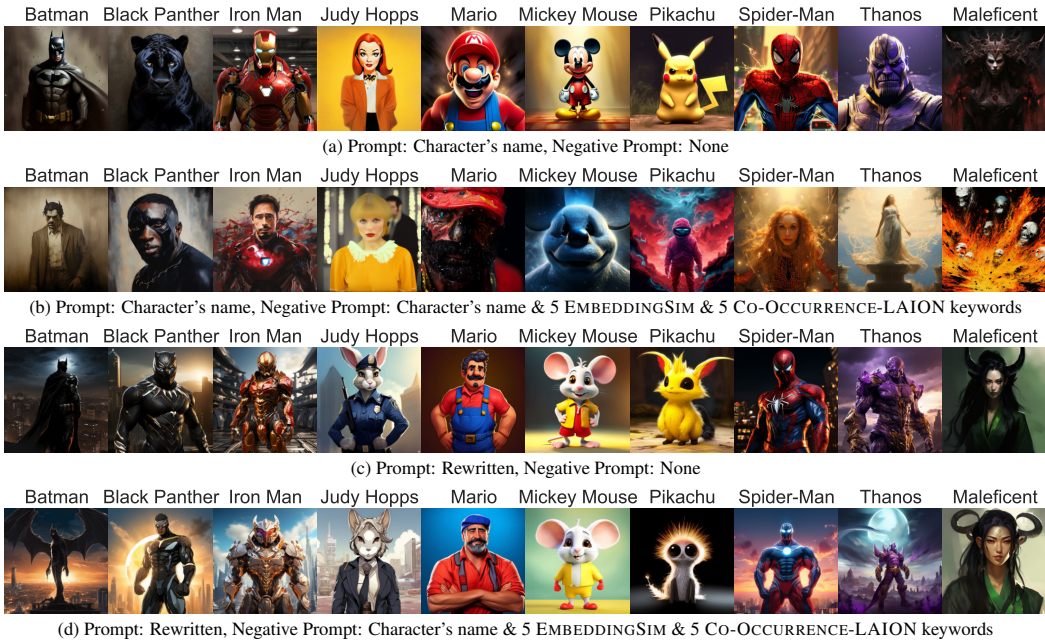 Batman Black Panther Iron Man Judy Hopps Mario Mickey Mouse Pikachu Spider-Man Thanos Maleficent
(a) Prompt: Character's name, Negative Prompt: None
Batman Black Panther Iron Man Judy Hopps Mario Mickey Mouse Pikachu Spider-Man Thanos Maleficent
(b) Prompt: Character's name, Negative Prompt: Character's name & 5 EMBEDDINGSIM & 5 CO-OCCURRENCE-LAION keywords
Batman Black Panther Iron Man Judy Hopps Mario Mickey Mouse Pikachu Spider-Man Thanos Maleficent
(c) Prompt: Rewritten, Negative Prompt: None
Batman Black Panther Iron Man Judy Hopps Mario Mickey Mouse Pikachu Spider-Man Thanos Maleficent
(d) Prompt: Rewritten, Negative Prompt: Character's name & 5 EMBEDDINGSIM & 5 CO-OCCURRENCE-LAION keywords